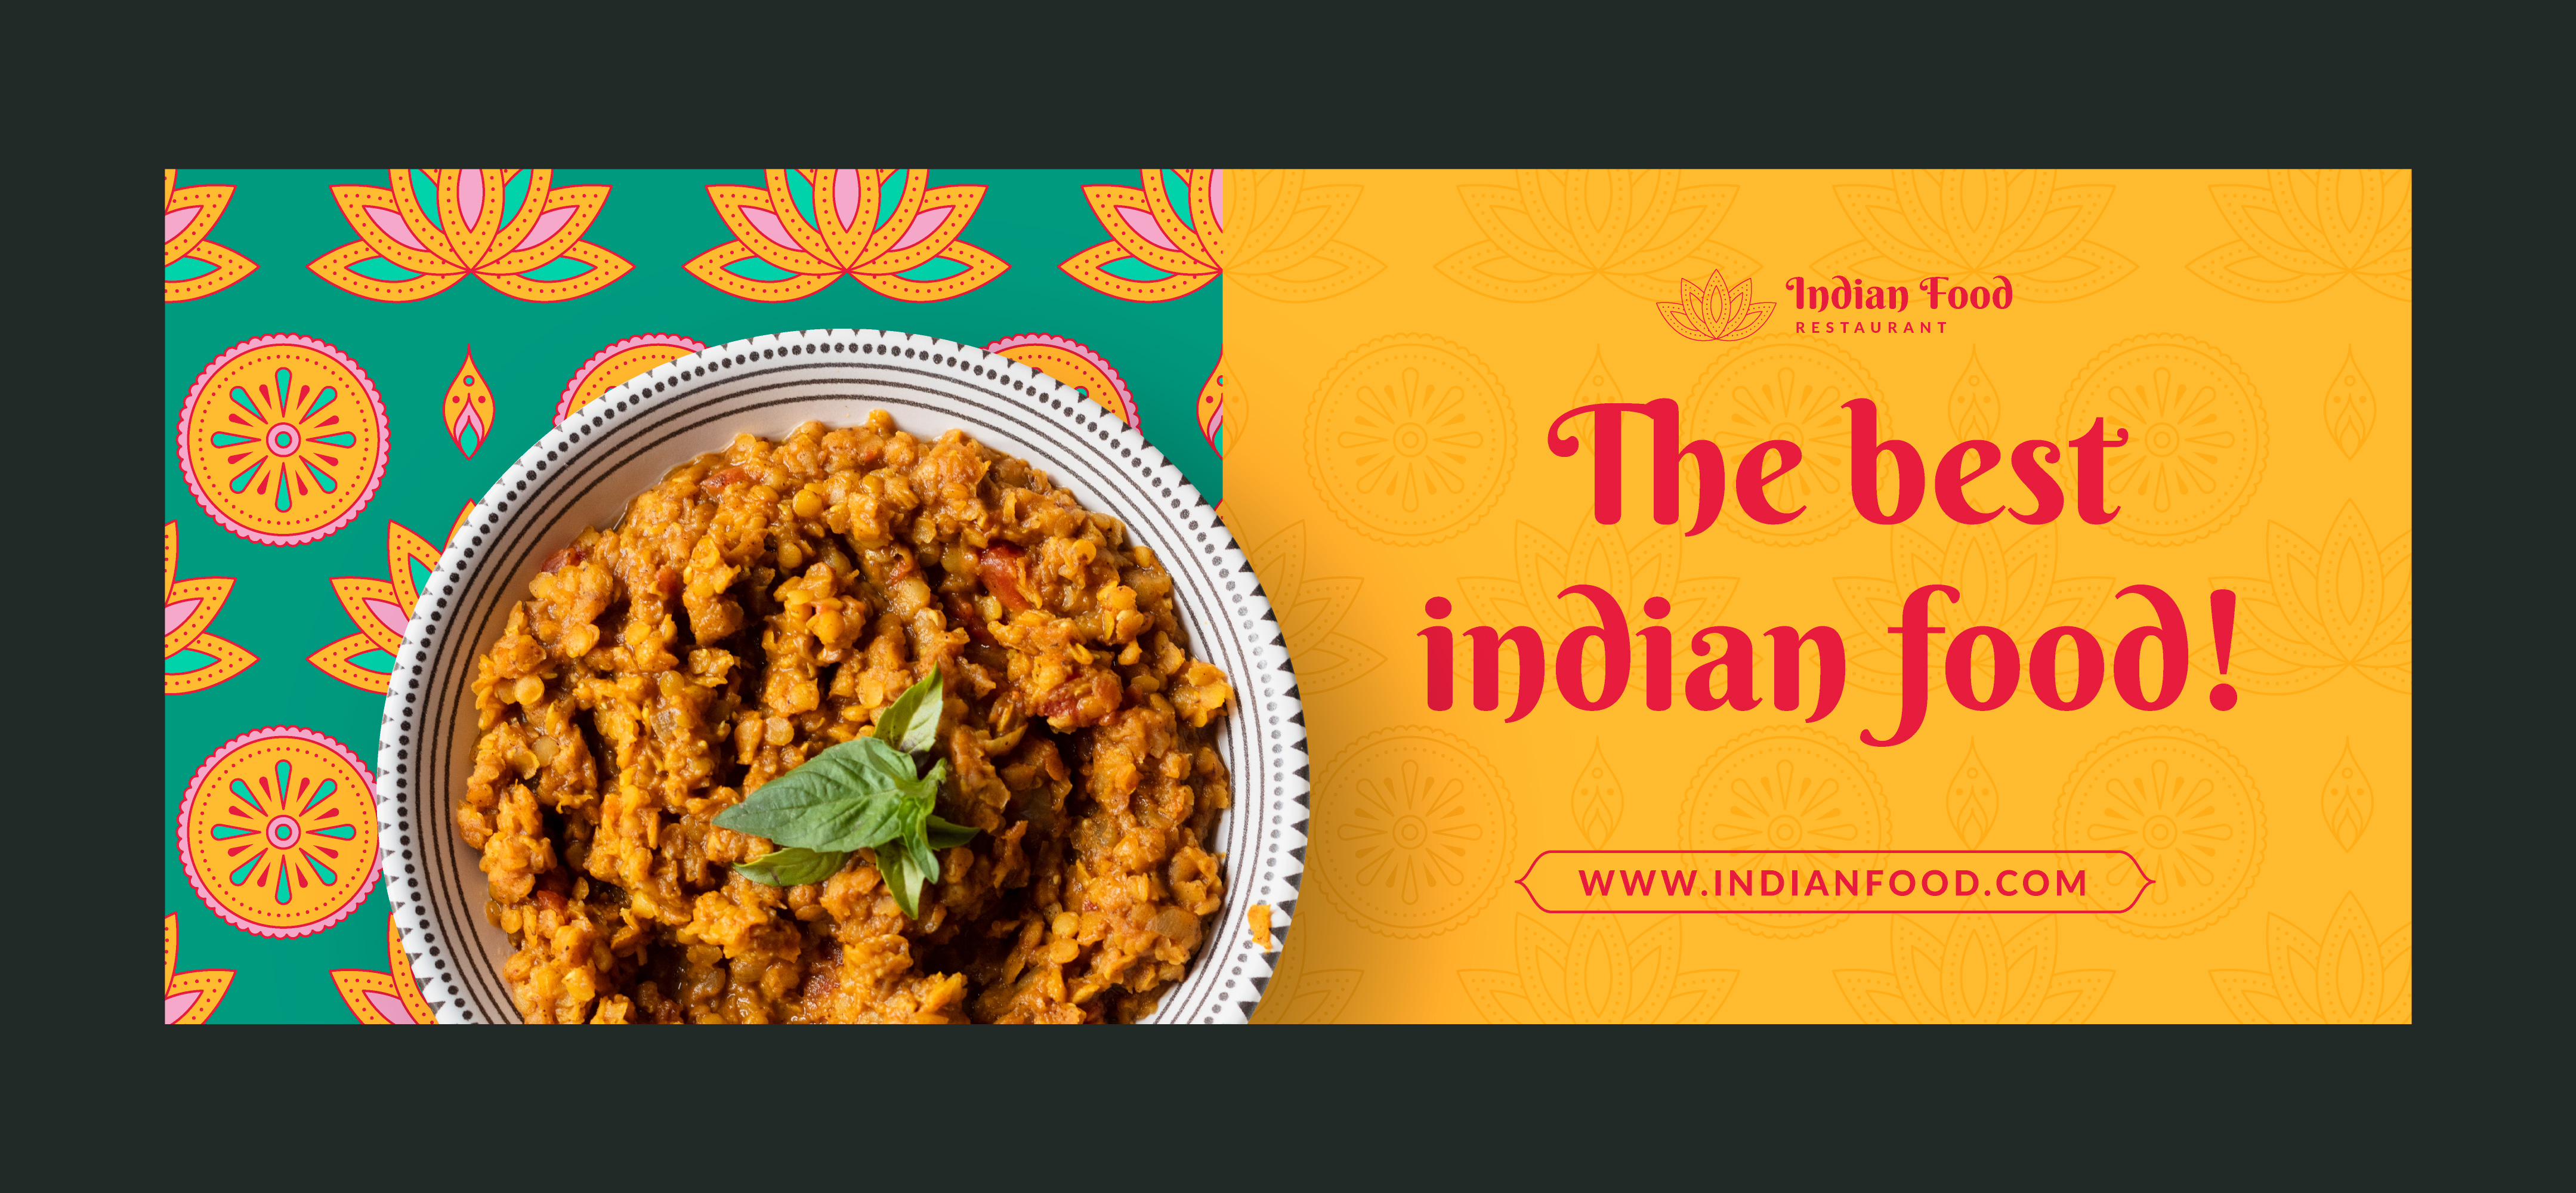 Indian Food
RESTAURANT
The best
indian food!
WWW.INDIANFOOD.COM